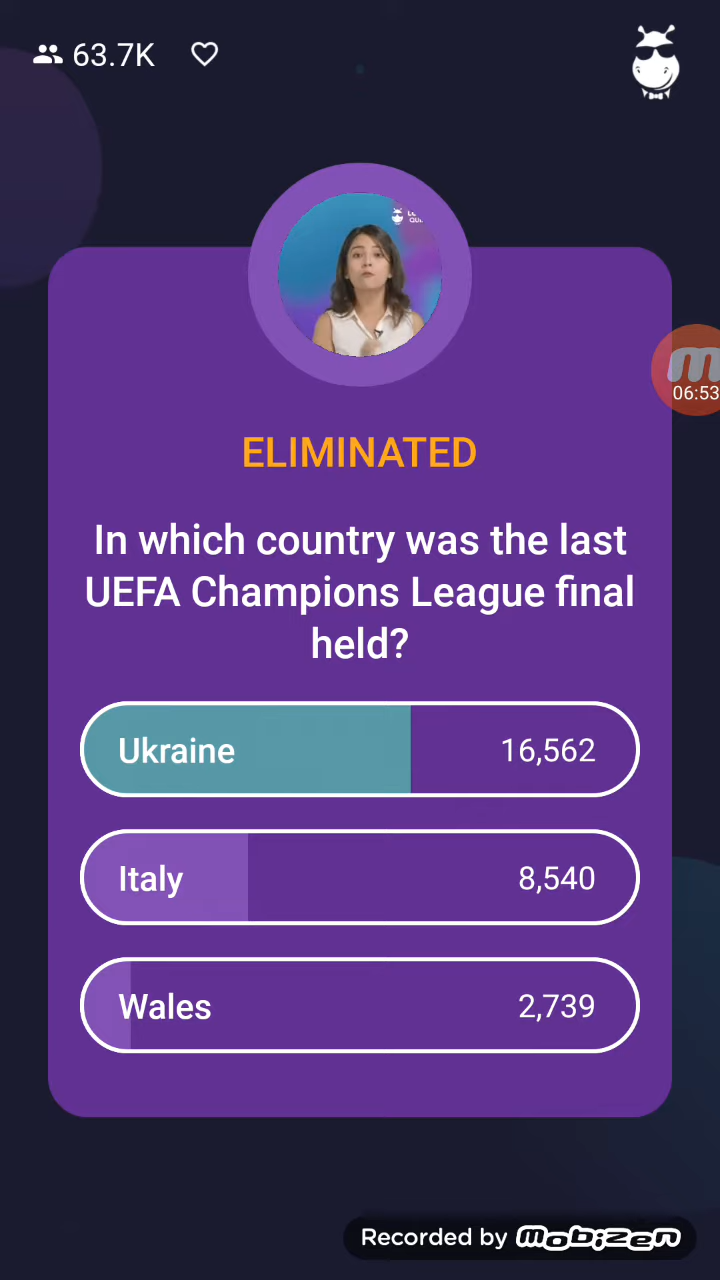 63.7K
06:53
ELIMINATED
In which country was the last
UEFA Champions League final
held?
Ukraine 16,562
Italy 8,540
Wales 2,739
Recorded by mobizen